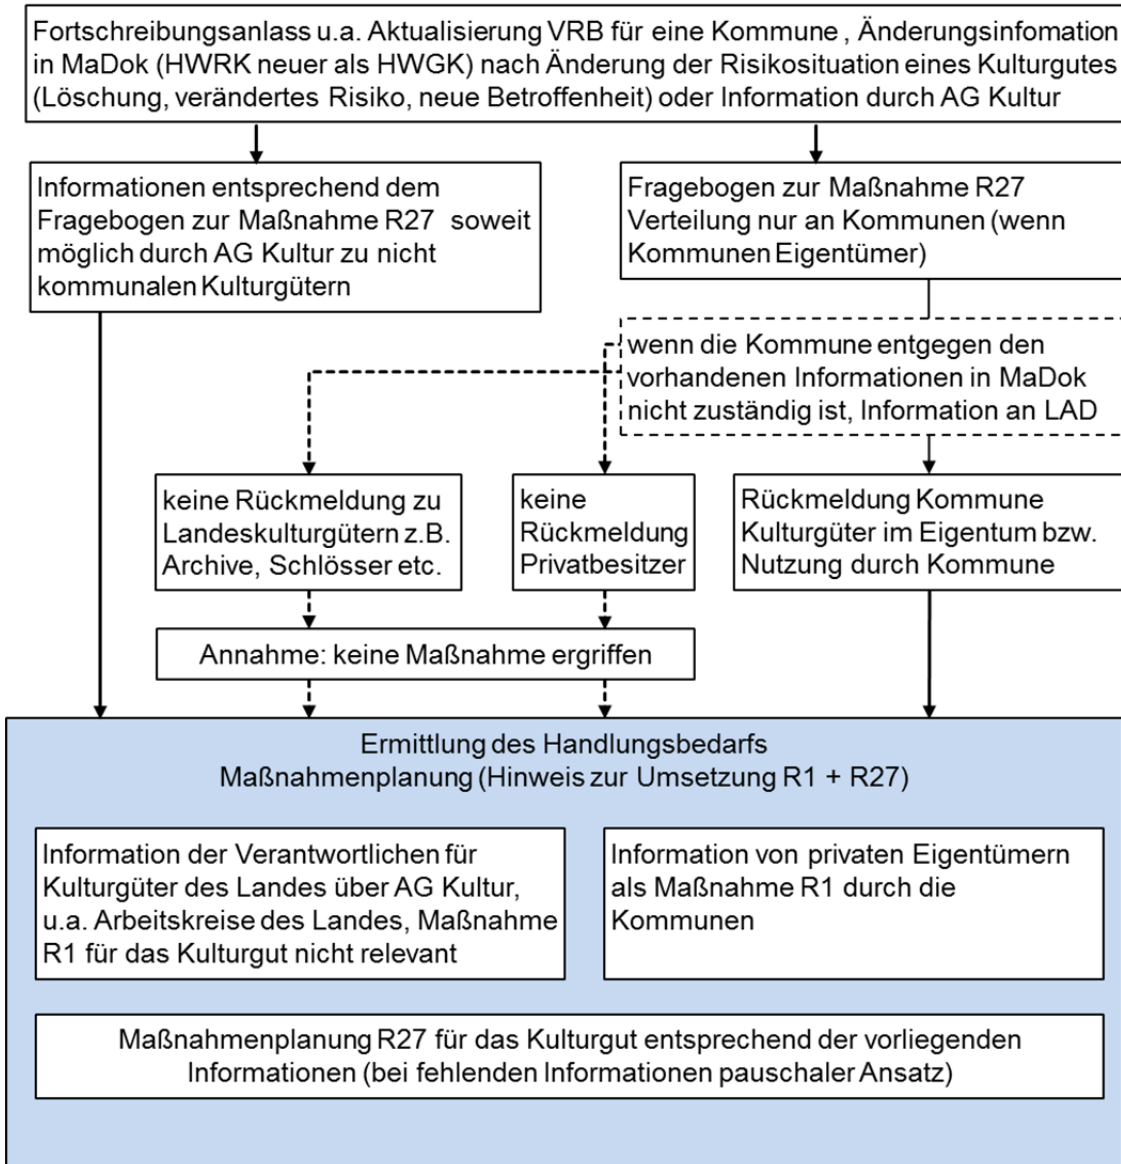 Fortschreibungsanlass u.a. Aktualisierung VRB für eine Kommune , Änderungsinfomation
in MaDok (HWRK neuer als HWGK) nach Änderung der Risikosituation eines Kulturgutes
(Löschung, verändertes Risiko, neue Betroffenheit) oder Information durch AG Kultur
Informationen entsprechend dem
Fragebogen zur Maßnahme R27 soweit
möglich durch AG Kultur zu nicht
kommunalen Kulturgütern
Fragebogen zur Maßnahme R27
Verteilung nur an Kommunen (wenn
Kommunen Eigentümer)
wenn die Kommune entgegen den
vorhandenen Informationen in MaDok
nicht zuständig ist, Information an LAD
keine Rückmeldung zu
Landeskulturgütern z.B.
Archive, Schlösser etc.
keine
Rückmeldung
Privatbesitzer
Rückmeldung Kommune
Kulturgüter im Eigentum bzw.
Nutzung durch Kommune
Annahme: keine Maßnahme ergriffen
Ermittlung des Handlungsbedarfs
Maßnahmenplanung (Hinweis zur Umsetzung R1 + R27)
Information der Verantwortlichen für
Kulturgüter des Landes über AG Kultur,
u.a. Arbeitskreise des Landes, Maßnahme
R1 für das Kulturgut nicht relevant
Information von privaten Eigentümern
als Maßnahme R1 durch die
Kommunen
Maßnahmenplanung R27 für das Kulturgut entsprechend der vorliegenden
Informationen (bei fehlenden Informationen pauschaler Ansatz)